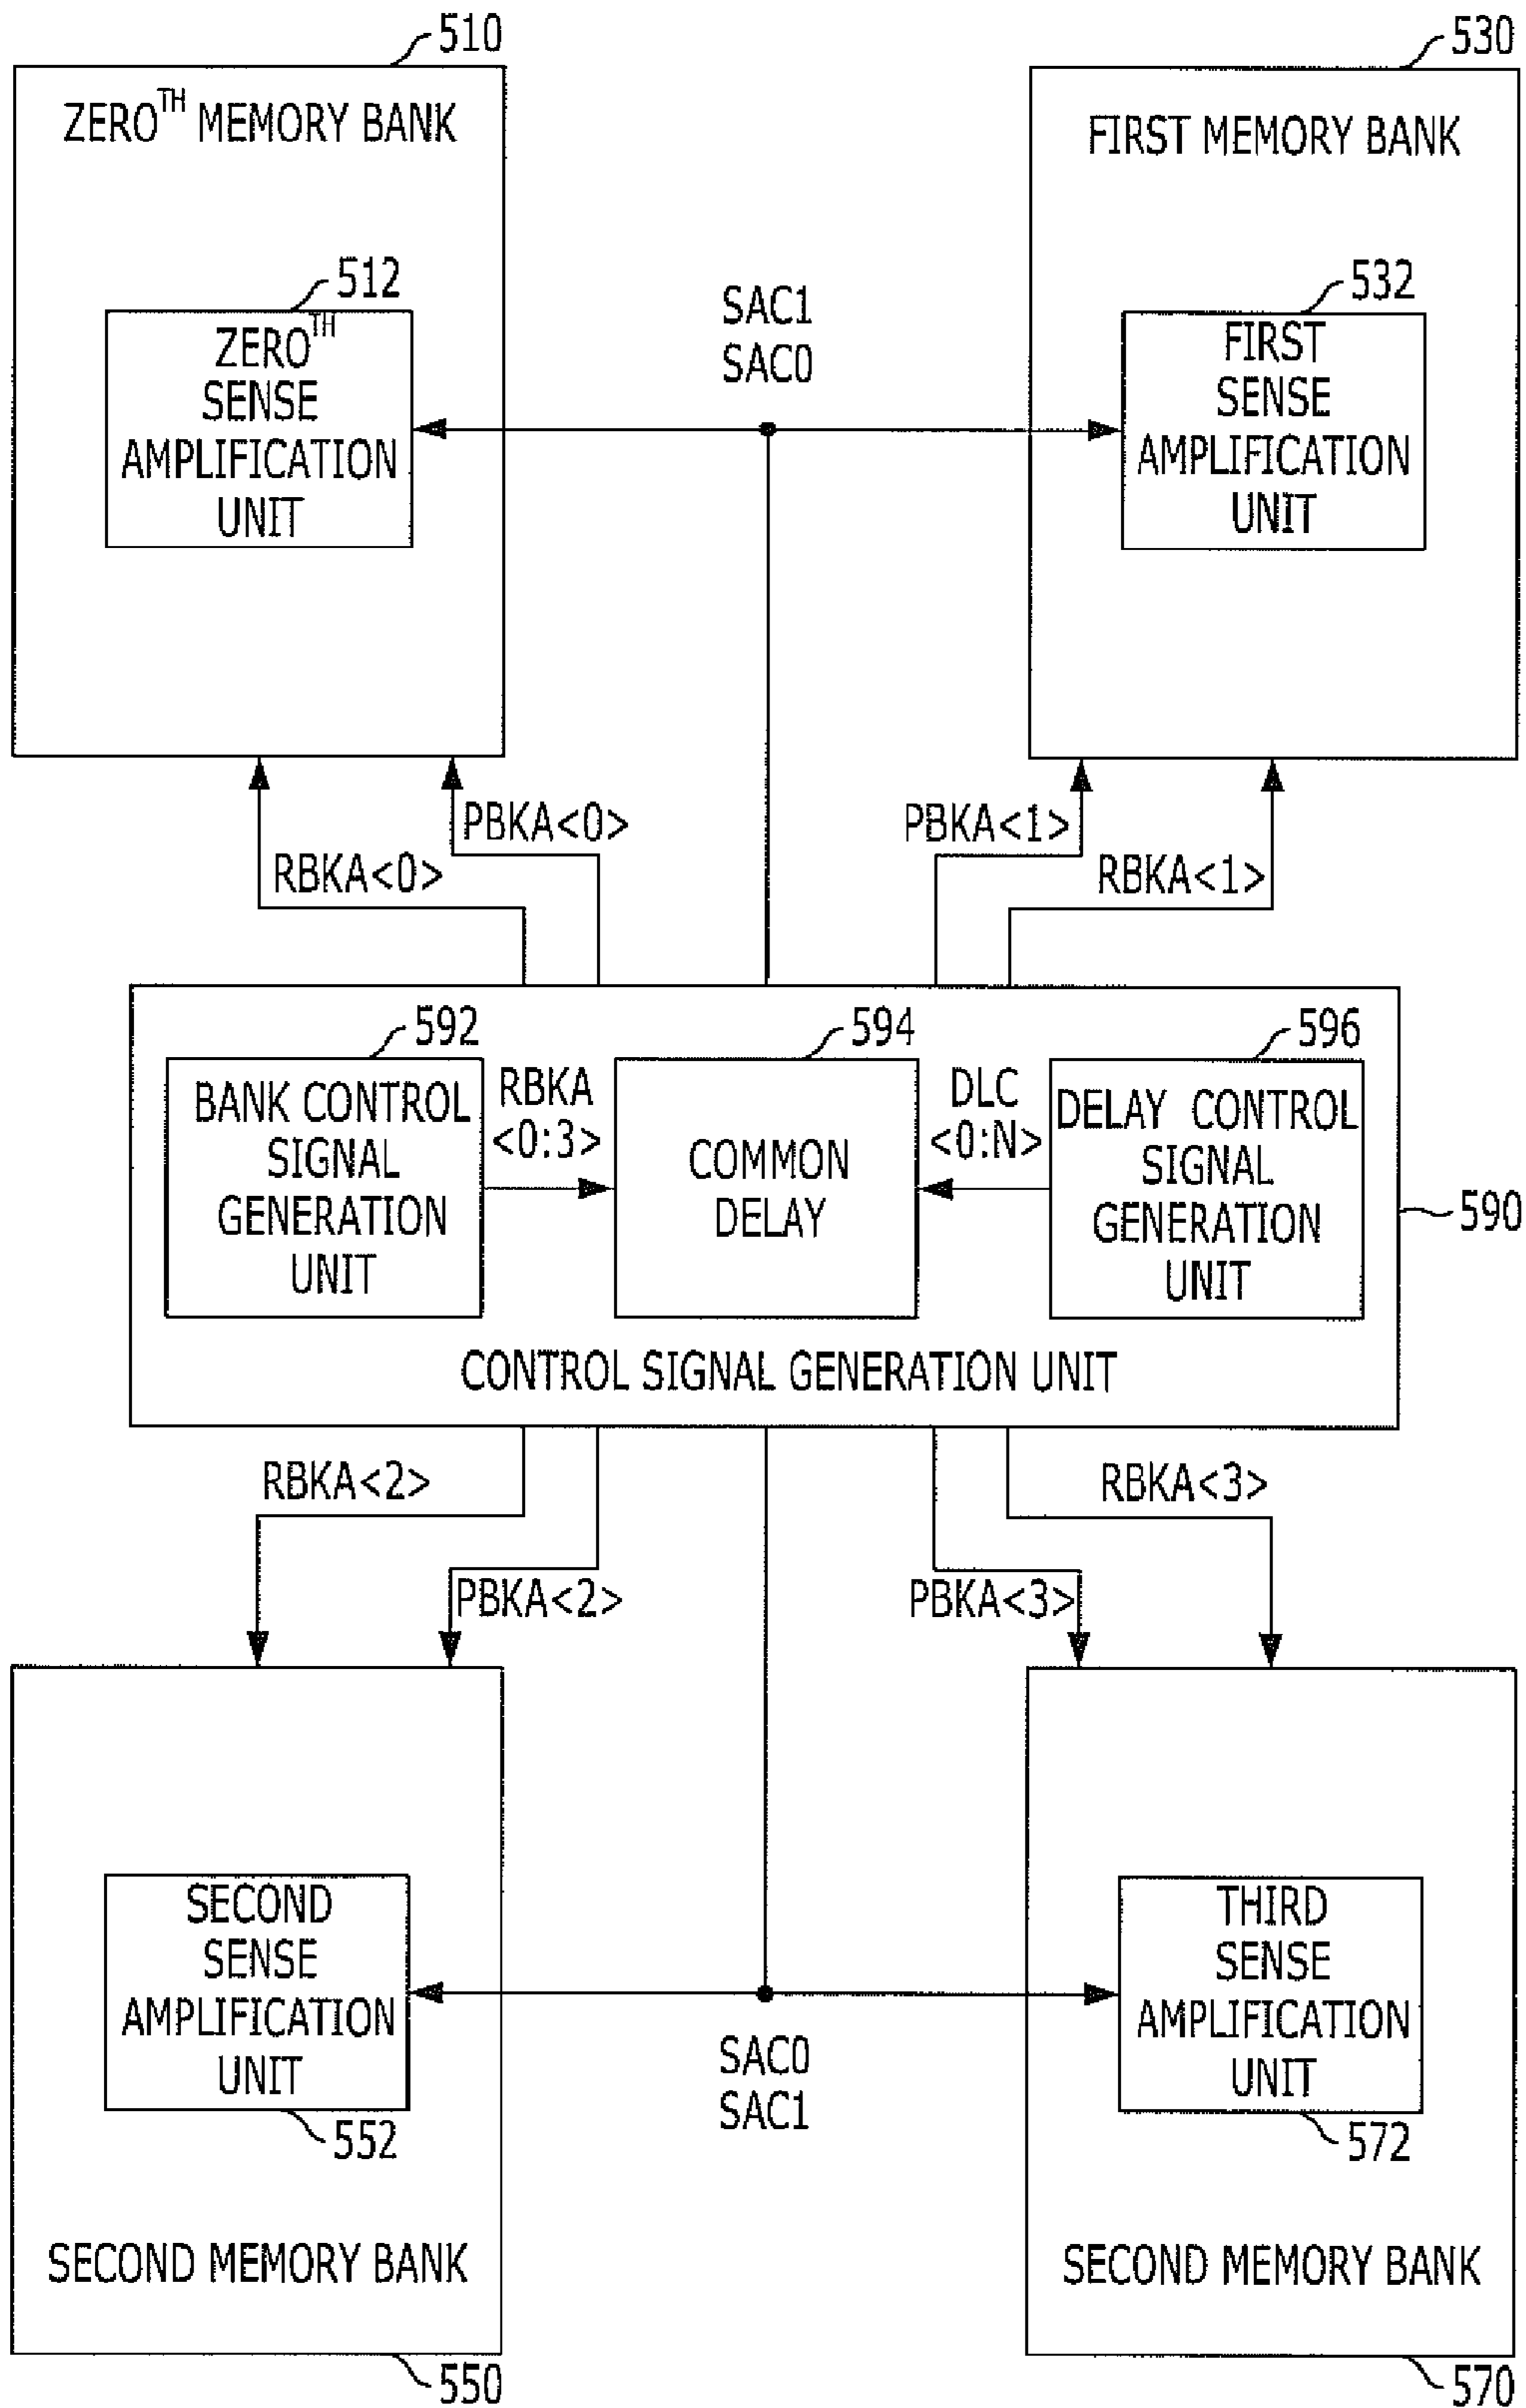 510
530
ZERO^TH MEMORY BANK
FIRST MEMORY BANK
512
532
ZERO^TH
SENSE
AMPLIFICATION
UNIT
SAC1
SAC0
FIRST
SENSE
AMPLIFICATION
UNIT
PBKA<0>
PBKA<1>
RBKA<0>
RBKA<1>
592
594
596
BANK CONTROL
SIGNAL
GENERATION
UNIT
RBKA
<0:3>
COMMON
DELAY
DLC
<0:N>
DELAY CONTROL
SIGNAL
GENERATION
UNIT
590
CONTROL SIGNAL GENERATION UNIT
RBKA<2>
RBKA<3>
PBKA<2>
PBKA<3>
SECOND
SENSE
AMPLIFICATION
UNIT
THIRD
SENSE
AMPLIFICATION
UNIT
SAC0
SAC1
552
572
SECOND MEMORY BANK
SECOND MEMORY BANK
550
570